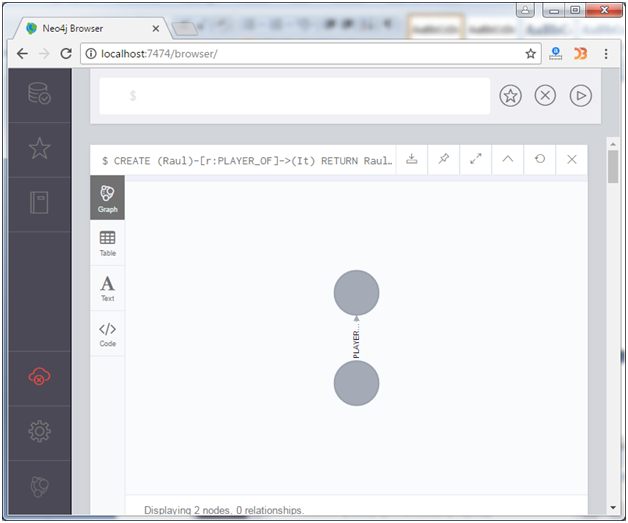 Neo4j Browser
localhost:7474/browser/
$
$ CREATE (Raul)-[r:PLAYER_OF]->(It) RETURN Raul…
Graph
Table
A
Text
</>
Code
PLAYER…
Displaying 2 nodes, 0 relationships.